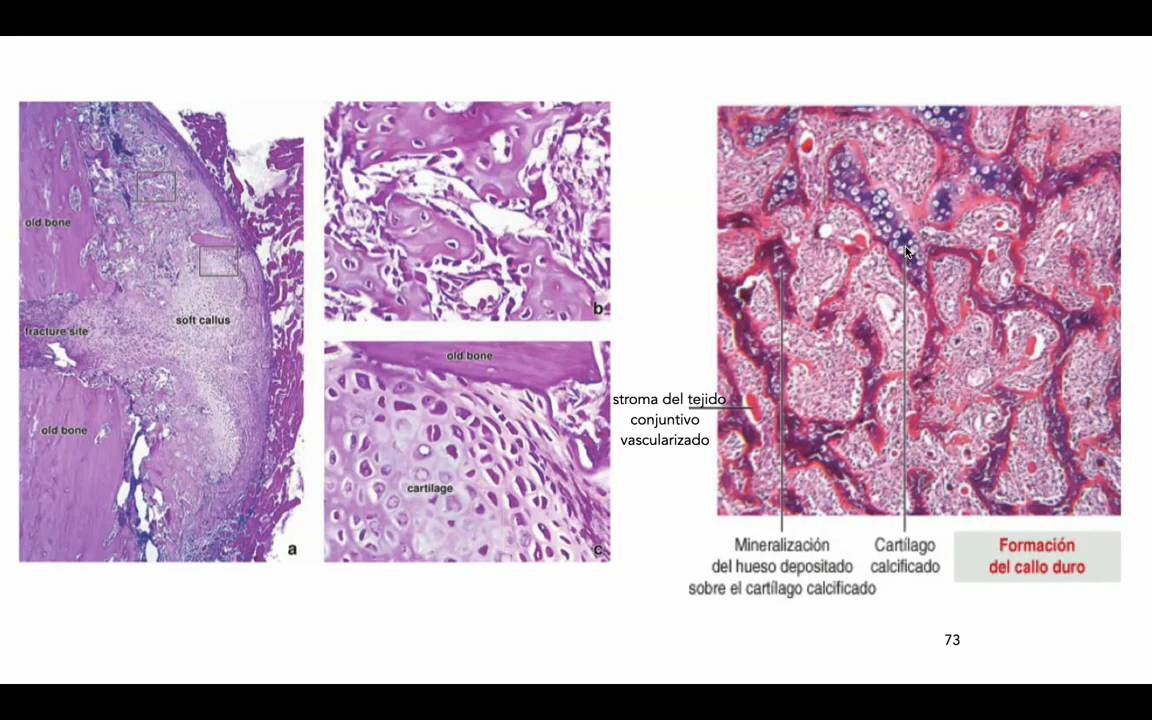 old bone
fracture site
soft callus
old bone
a
b
old bone
cartilage
c
stroma del tejido
conjuntivo
vascularizado
Mineralización
del hueso depositado
sobre el cartílago calcificado
Cartílago
calcificado
Formación
del callo duro
73